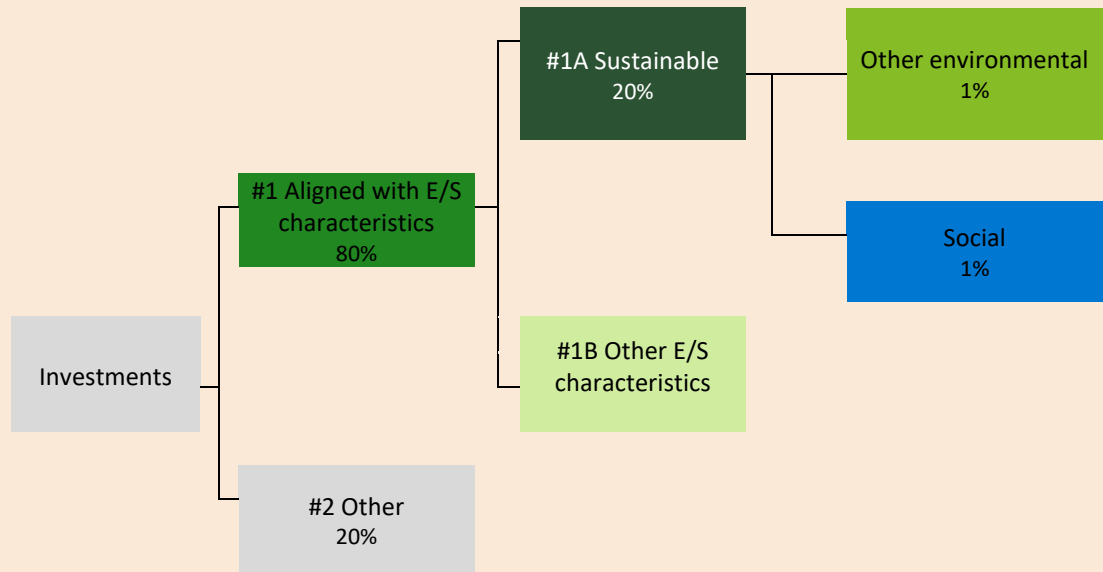 #1A Sustainable
20%
Other environmental
1%
#1 Aligned with E/S
characteristics
80%
Social
1%
Investments
#1B Other E/S
characteristics
#2 Other
20%